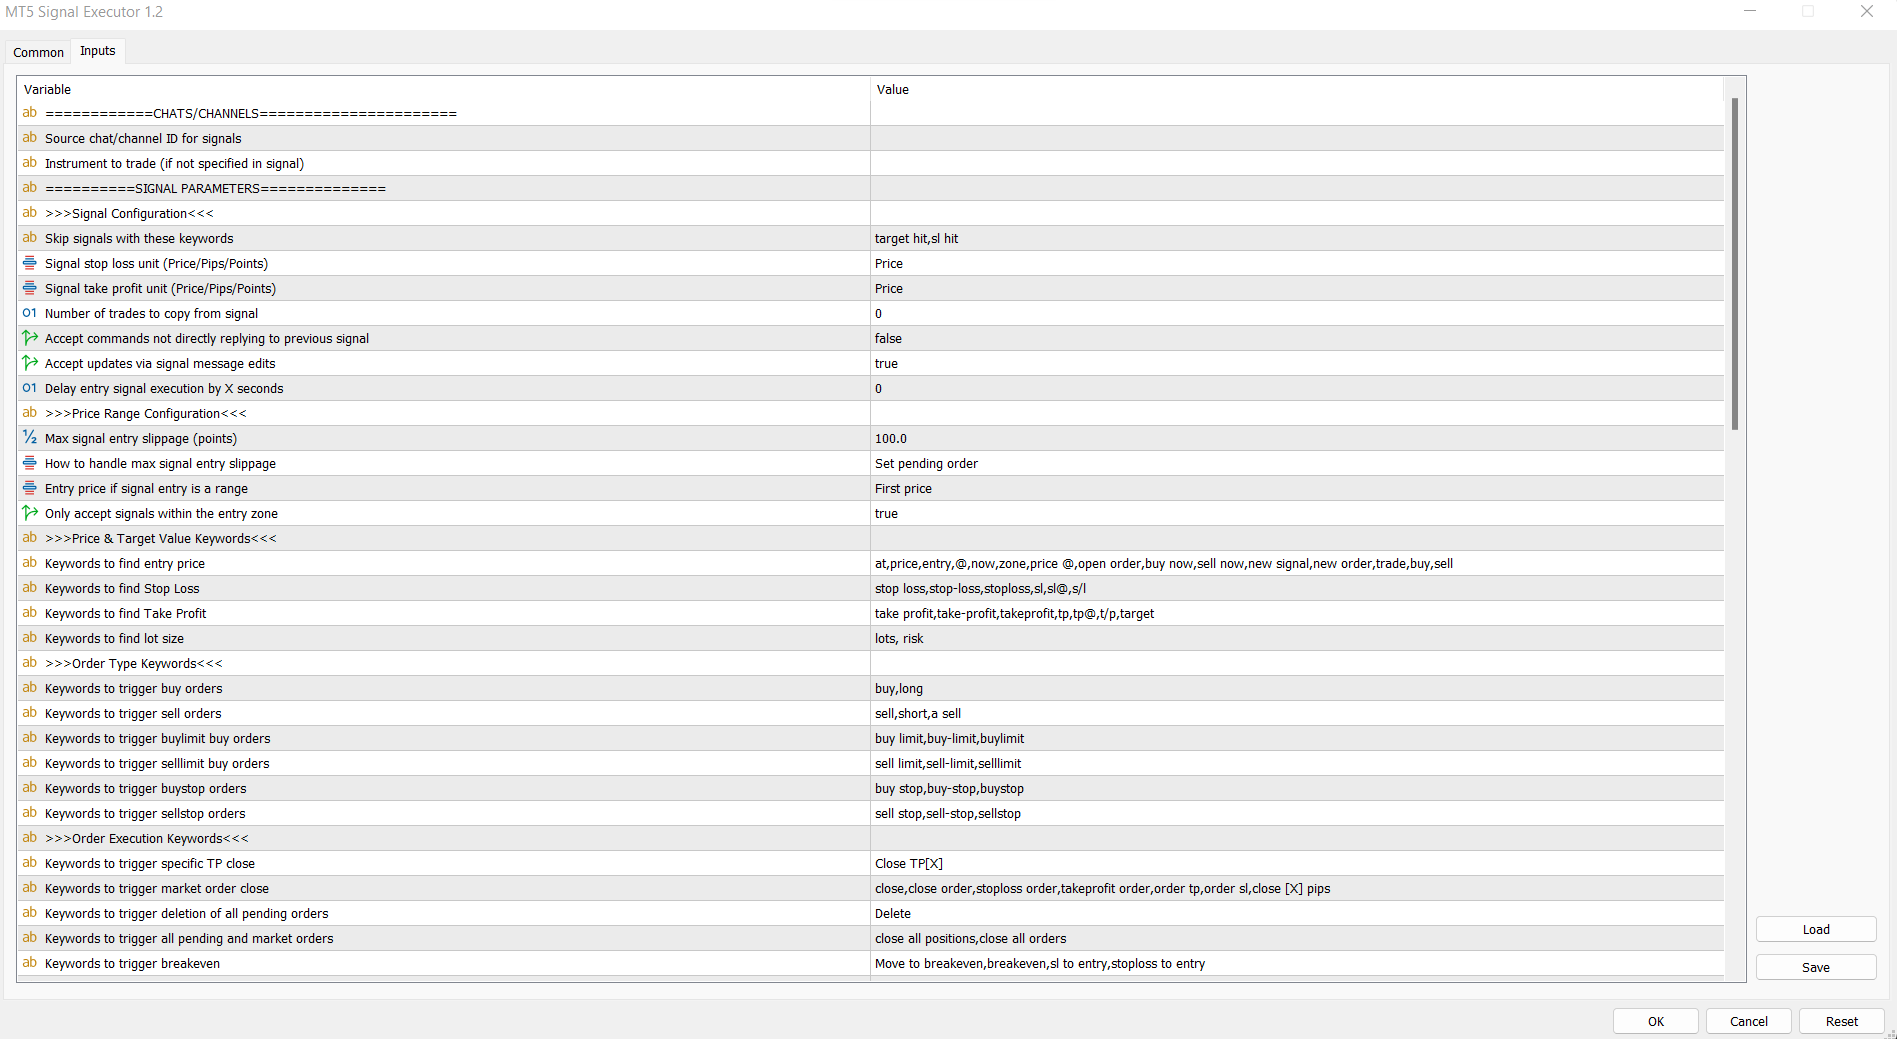 MT5 Signal Executor 1.2
Common Inputs
Variable Value
ab ============CHATS/CHANNELS======================
ab Source chat/channel ID for signals
ab Instrument to trade (if not specified in signal)
ab ==========SIGNAL PARAMETERS==============
ab >>>Signal Configuration<<<
ab Skip signals with these keywords target hit,sl hit
Signal stop loss unit (Price/Pips/Points) Price
Signal take profit unit (Price/Pips/Points) Price
01 Number of trades to copy from signal 0
Accept commands not directly replying to previous signal false
Accept updates via signal message edits true
01 Delay entry signal execution by X seconds 0
ab >>>Price Range Configuration<<<
½ Max signal entry slippage (points) 100.0
How to handle max signal entry slippage Set pending order
Entry price if signal entry is a range First price
Only accept signals within the entry zone true
ab >>>Price & Target Value Keywords<<<
ab Keywords to find entry price at,price,entry,@,now,zone,price @,open order,buy now,sell now,new signal,new order,trade,buy,sell
ab Keywords to find Stop Loss stop loss,stop-loss,stoploss,sl,sl@,s/l
ab Keywords to find Take Profit take profit,take-profit,takeprofit,tp,tp@,t/p,target
ab Keywords to find lot size lots, risk
ab >>>Order Type Keywords<<<
ab Keywords to trigger buy orders buy,long
ab Keywords to trigger sell orders sell,short,a sell
ab Keywords to trigger buylimit buy orders buy limit,buy-limit,buylimit
ab Keywords to trigger selllimit buy orders sell limit,sell-limit,selllimit
ab Keywords to trigger buystop orders buy stop,buy-stop,buystop
ab Keywords to trigger sellstop orders sell stop,sell-stop,sellstop
ab >>>Order Execution Keywords<<<
ab Keywords to trigger specific TP close Close TP[X]
ab Keywords to trigger market order close close,close order,stoploss order,takeprofit order,order tp,order sl,close [X] pips
ab Keywords to trigger deletion of all pending orders Delete
ab Keywords to trigger all pending and market orders close all positions,close all orders
ab Keywords to trigger breakeven Move to breakeven,breakeven,sl to entry,stoploss to entry
Load
Save
OK Cancel Reset